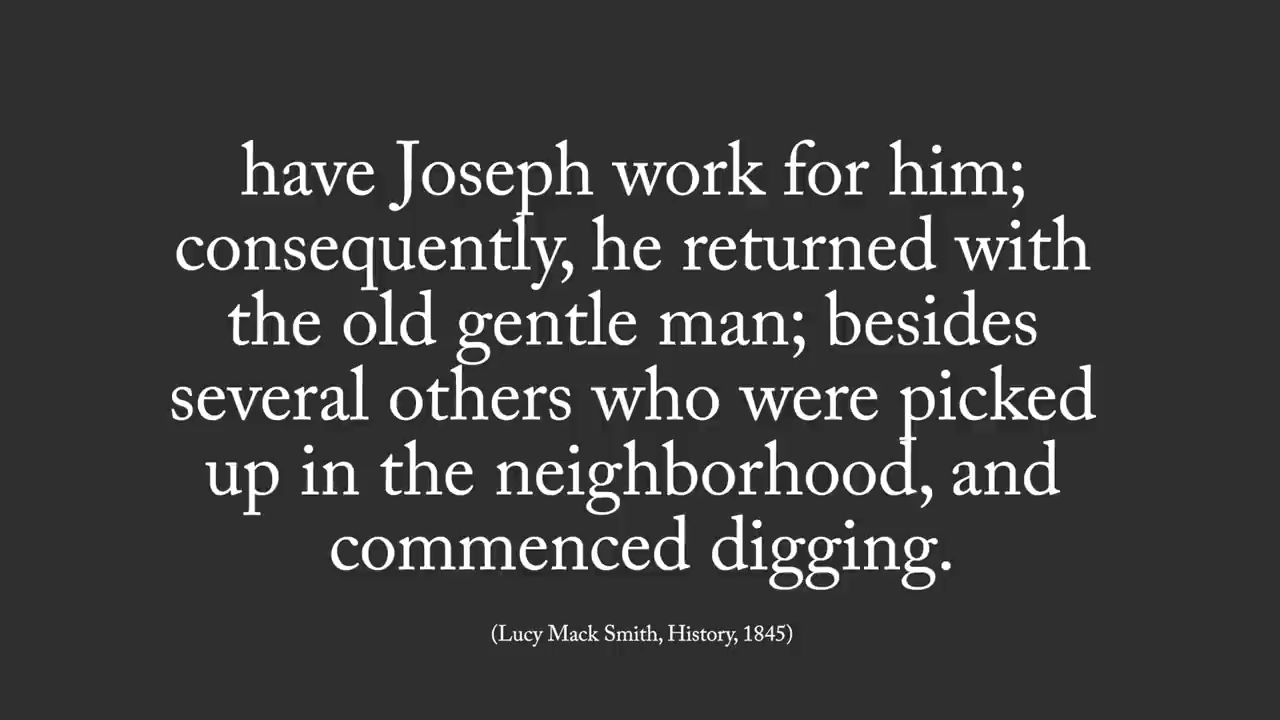 have Joseph work for him;
consequently, he returned with
the old gentle man; besides
several others who were picked
up in the neighborhood, and
commenced digging.
(Lucy Mack Smith, History, 1845)